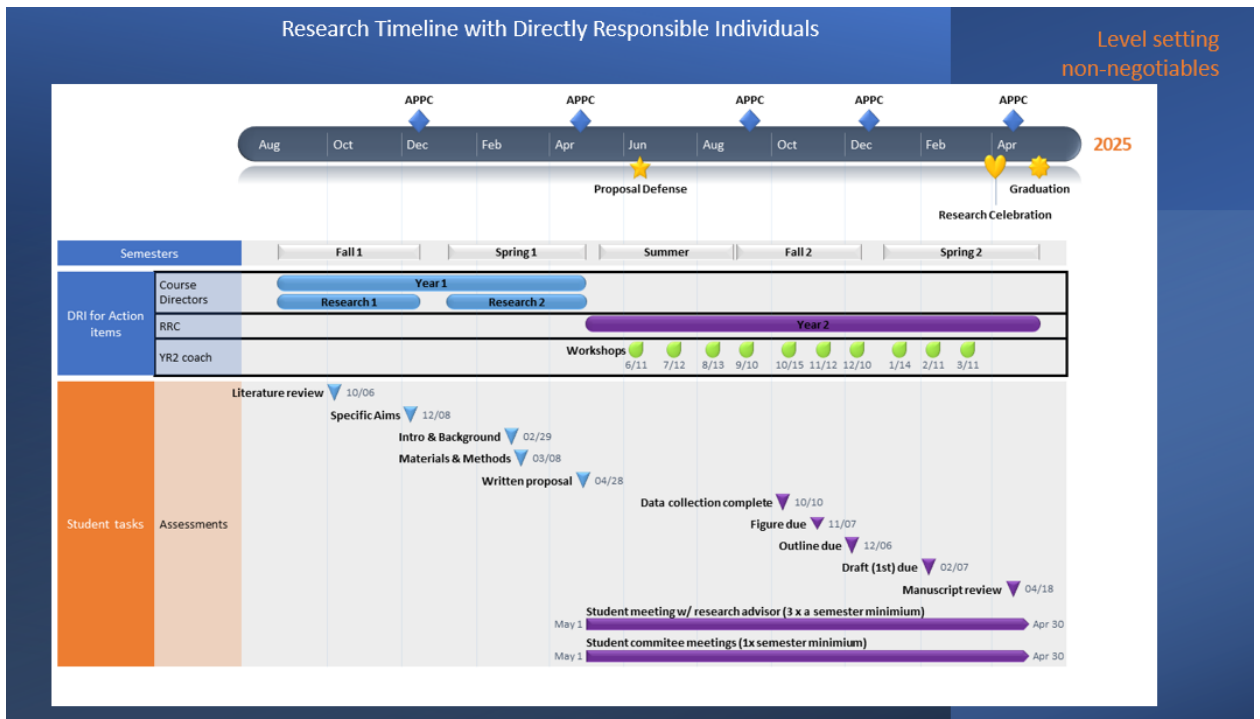 Research Timeline with Directly Responsible Individuals
Level setting
non-negotiables
APPC APPC APPC APPC APPC
Aug Oct Dec Feb Apr Jun Aug Oct Dec Feb Apr
2025
Proposal Defense
Graduation
Research Celebration
Semesters
Fall 1 Spring 1 Summer Fall 2 Spring 2
DRI for Action
items
Course
Directors
Year 1
Research 1 Research 2
RRC
Year 2
YR2 coach
Workshops
6/11 7/12 8/13 9/10 10/15 11/12 12/10 1/14 2/11 3/11
Student tasks
Assessments
Literature review 10/06
Specific Aims 12/08
Intro & Background 02/29
Materials & Methods 03/08
Written proposal 04/28
Data collection complete 10/10
Figure due 11/07
Outline due 12/06
Draft (1st) due 02/07
Manuscript review 04/18
Student meeting w/ research advisor (3 x a semester minimium)
May 1 Apr 30
Student commitee meetings (1x semester minimium)
May 1 Apr 30